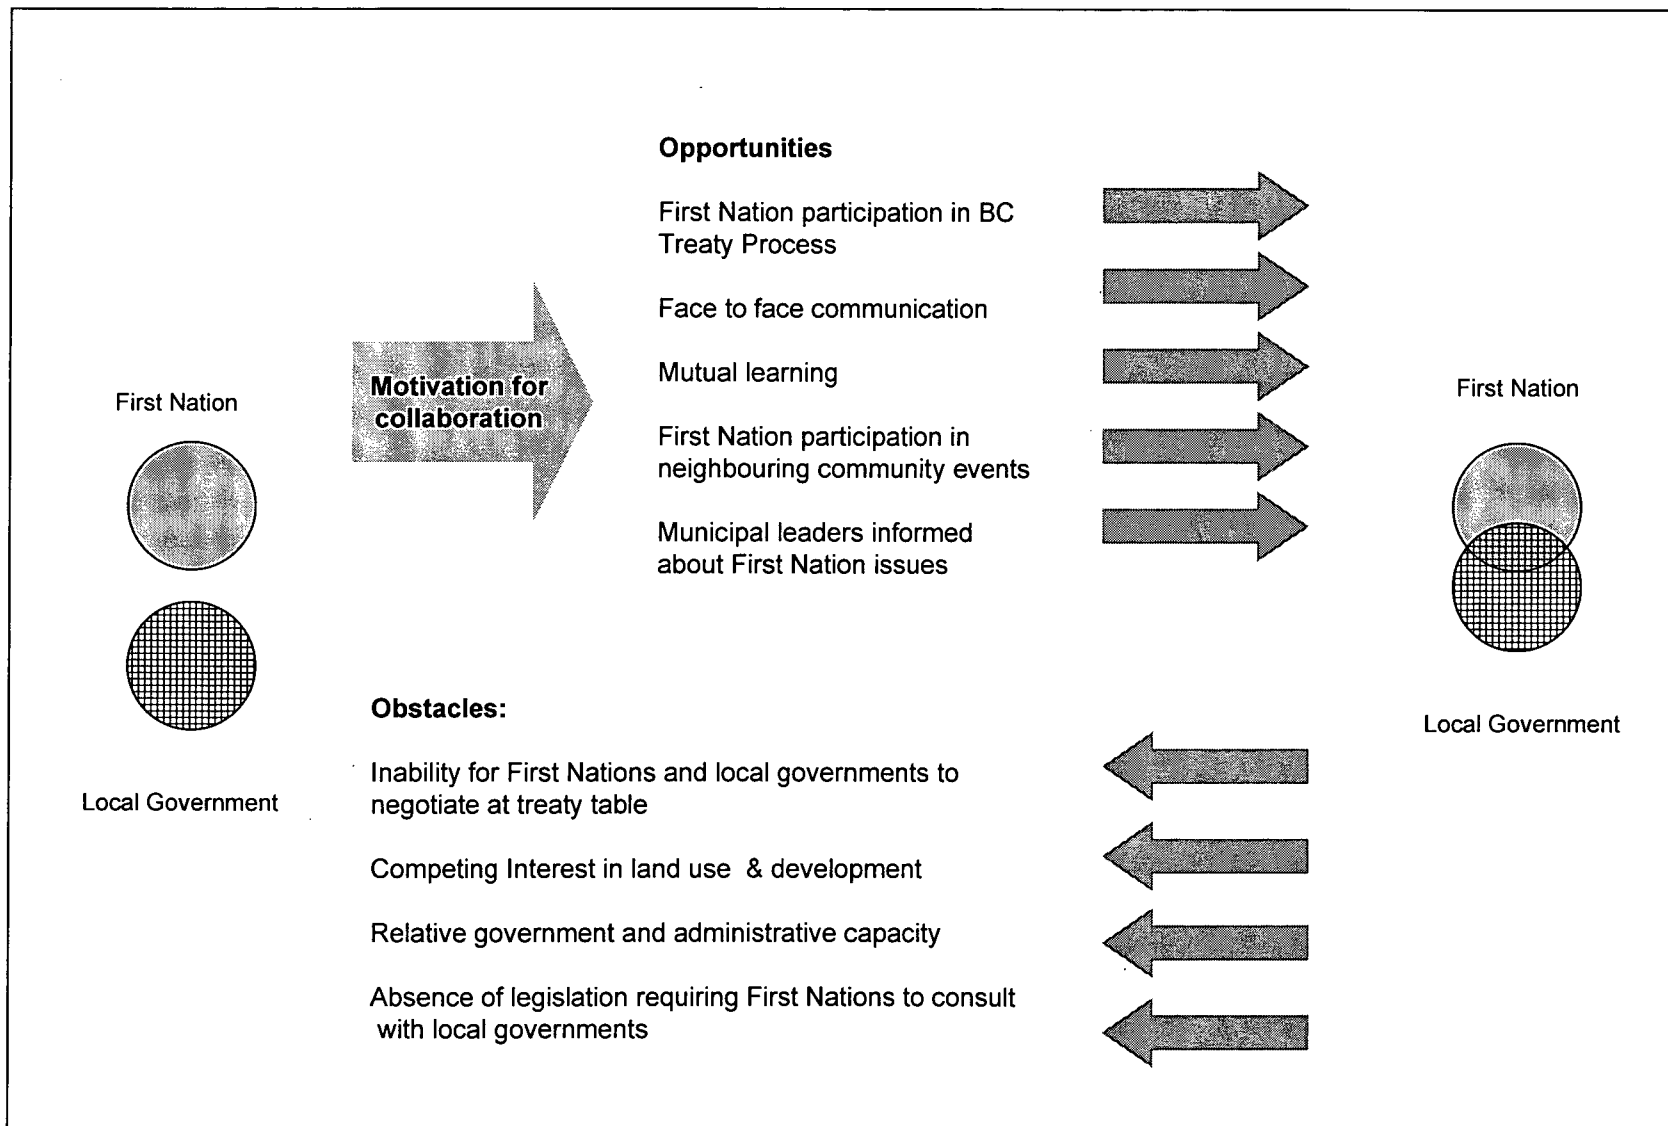 First Nation
Local Government
Motivation for
collaboration
Opportunities
First Nation participation in BC
Treaty Process
Face to face communication
Mutual learning
First Nation participation in
neighbouring community events
Municipal leaders informed
about First Nation issues
Obstacles:
Inability for First Nations and local governments to
negotiate at treaty table
Competing Interest in land use & development
Relative government and administrative capacity
Absence of legislation requiring First Nations to consult
with local governments
First Nation
Local Government